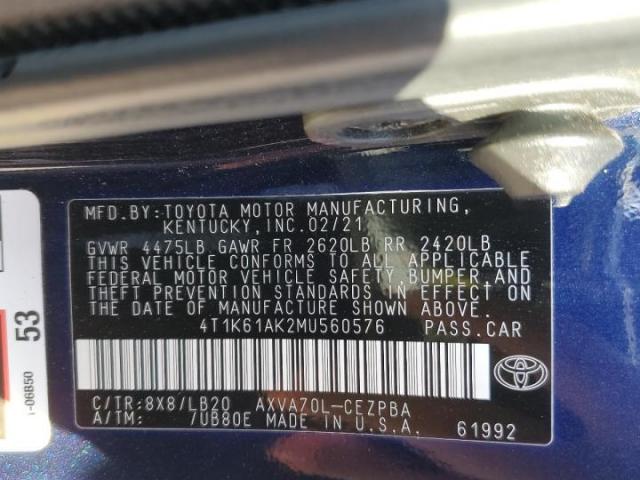 MFD.BY:TOYOTA MOTOR MANUFACTURING,
KENTUCKY,INC.02/21
GVWR 4475LB GAWR FR 2620LB RR 2420LB
THIS VEHICLE CONFORMS TO ALL APPLICABLE
FEDERAL MOTOR VEHICLE SAFETY, BUMPER AND
THEFT PREVENTION STANDARDS IN EFFECT ON
THE DATE OF MANUFACTURE SHOWN ABOVE.
4T1K61AK2MU560576 PASS.CAR
C/TR:8X8/LB20 AXVA70L-CEZPBA
A/TM: /UB80E MADE IN U.S.A. 61992
53
-06B50